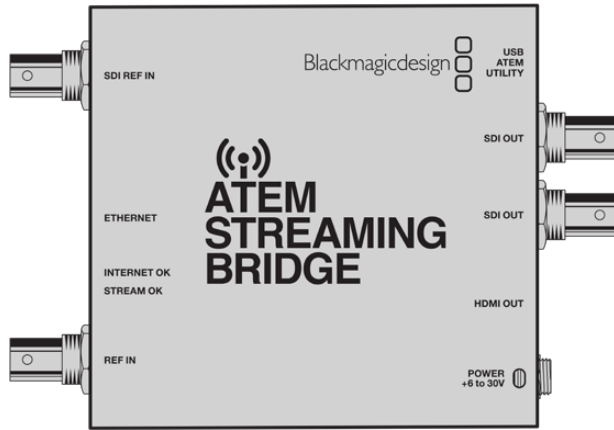 SDI REF IN
Blackmagicdesign
USB
ATEM
UTILITY
SDI OUT
ETHERNET
ATEM
STREAMING
BRIDGE
SDI OUT
INTERNET OK
STREAM OK
HDMI OUT
REF IN
POWER
+6 to 30V